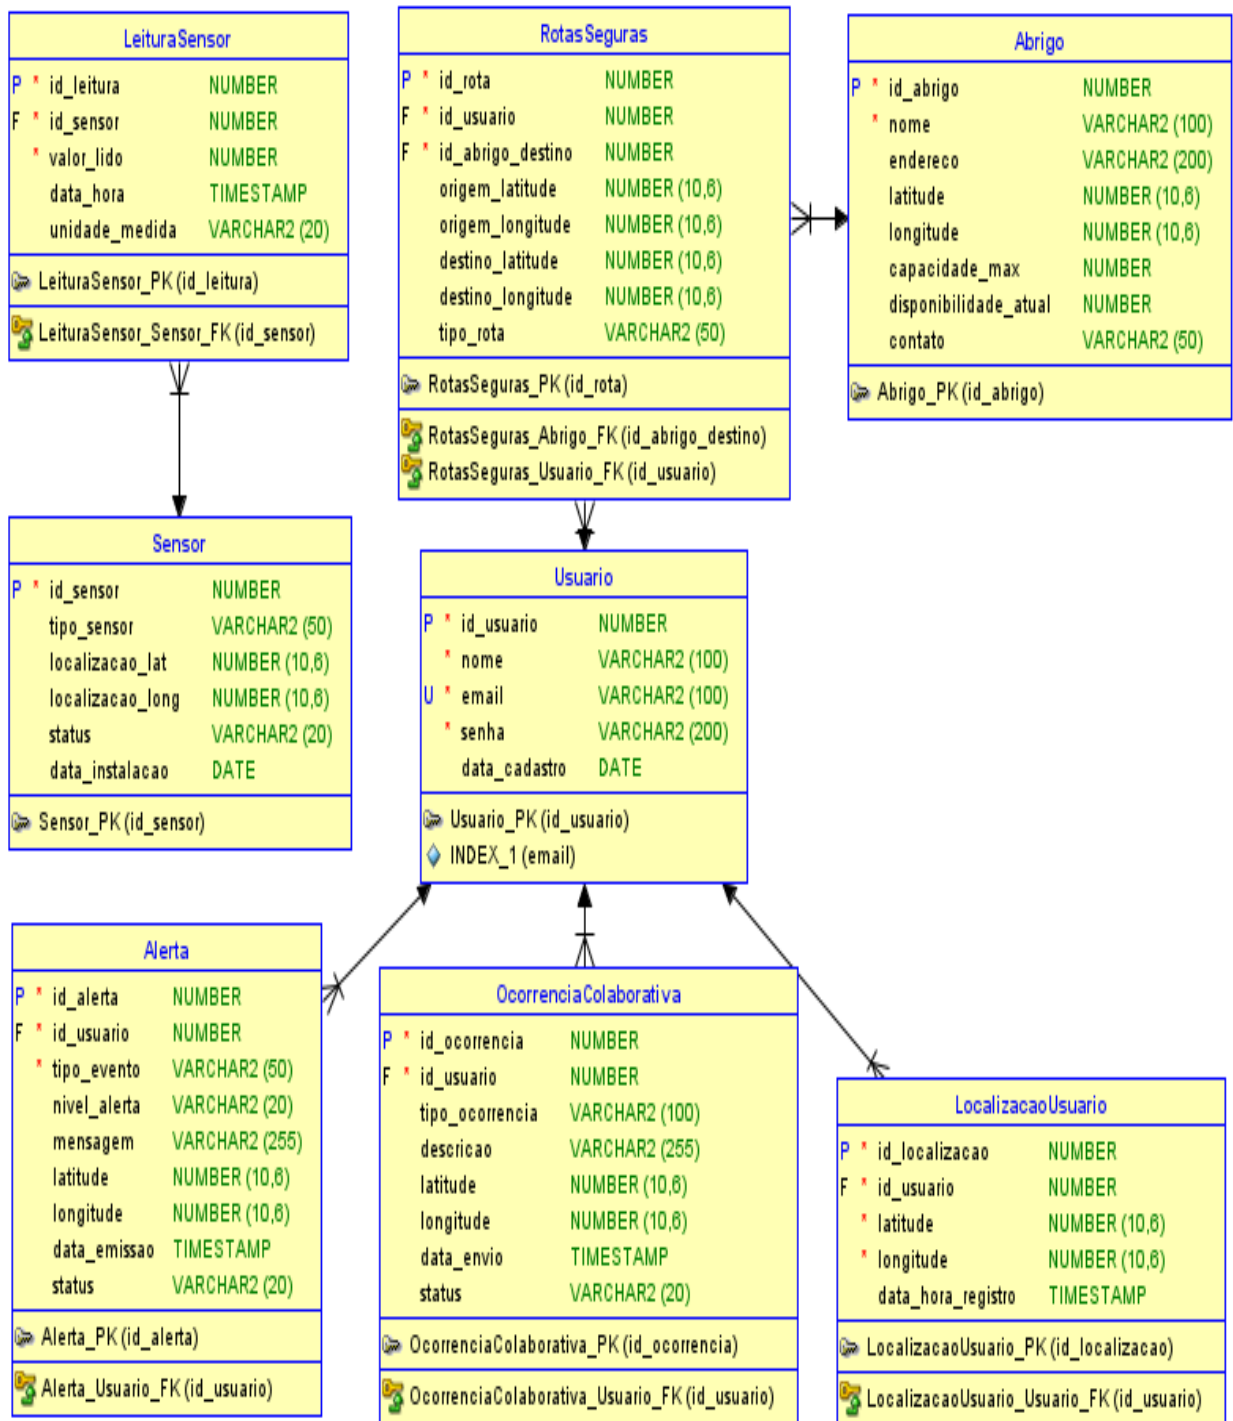 LeituraSensor
P * id_leitura NUMBER
F * id_sensor NUMBER
* valor_lido NUMBER
data_hora TIMESTAMP
unidade_medida VARCHAR2 (20)
LeituraSensor_PK (id_leitura)
LeituraSensor_Sensor_FK (id_sensor)
RotasSeguras
P * id_rota NUMBER
F * id_usuario NUMBER
F * id_abrigo_destino NUMBER
origem_latitude NUMBER (10,6)
origem_longitude NUMBER (10,6)
destino_latitude NUMBER (10,6)
destino_longitude NUMBER (10,6)
tipo_rota VARCHAR2 (50)
RotasSeguras_PK (id_rota)
RotasSeguras_Abrigo_FK (id_abrigo_destino)
RotasSeguras_Usuario_FK (id_usuario)
Abrigo
P * id_abrigo NUMBER
* nome VARCHAR2 (100)
endereco VARCHAR2 (200)
latitude NUMBER (10,6)
longitude NUMBER (10,6)
capacidade_max NUMBER
disponibilidade_atual NUMBER
contato VARCHAR2 (50)
Abrigo_PK (id_abrigo)
Sensor
P * id_sensor NUMBER
tipo_sensor VARCHAR2 (50)
localizacao_lat NUMBER (10,6)
localizacao_long NUMBER (10,6)
status VARCHAR2 (20)
data_instalacao DATE
Sensor_PK (id_sensor)
Usuario
P * id_usuario NUMBER
* nome VARCHAR2 (100)
U * email VARCHAR2 (100)
* senha VARCHAR2 (200)
data_cadastro DATE
Usuario_PK (id_usuario)
INDEX_1 (email)
Alerta
P * id_alerta NUMBER
F * id_usuario NUMBER
* tipo_evento VARCHAR2 (50)
nivel_alerta VARCHAR2 (20)
mensagem VARCHAR2 (255)
latitude NUMBER (10,6)
longitude NUMBER (10,6)
data_emissao TIMESTAMP
status VARCHAR2 (20)
Alerta_PK (id_alerta)
Alerta_Usuario_FK (id_usuario)
OcorrenciaColaborativa
P * id_ocorrencia NUMBER
F * id_usuario NUMBER
tipo_ocorrencia VARCHAR2 (100)
descricao VARCHAR2 (255)
latitude NUMBER (10,6)
longitude NUMBER (10,6)
data_envio TIMESTAMP
status VARCHAR2 (20)
OcorrenciaColaborativa_PK (id_ocorrencia)
OcorrenciaColaborativa_Usuario_FK (id_usuario)
LocalizacaoUsuario
P * id_localizacao NUMBER
F * id_usuario NUMBER
* latitude NUMBER (10,6)
* longitude NUMBER (10,6)
data_hora_registro TIMESTAMP
LocalizacaoUsuario_PK (id_localizacao)
LocalizacaoUsuario_Usuario_FK (id_usuario)